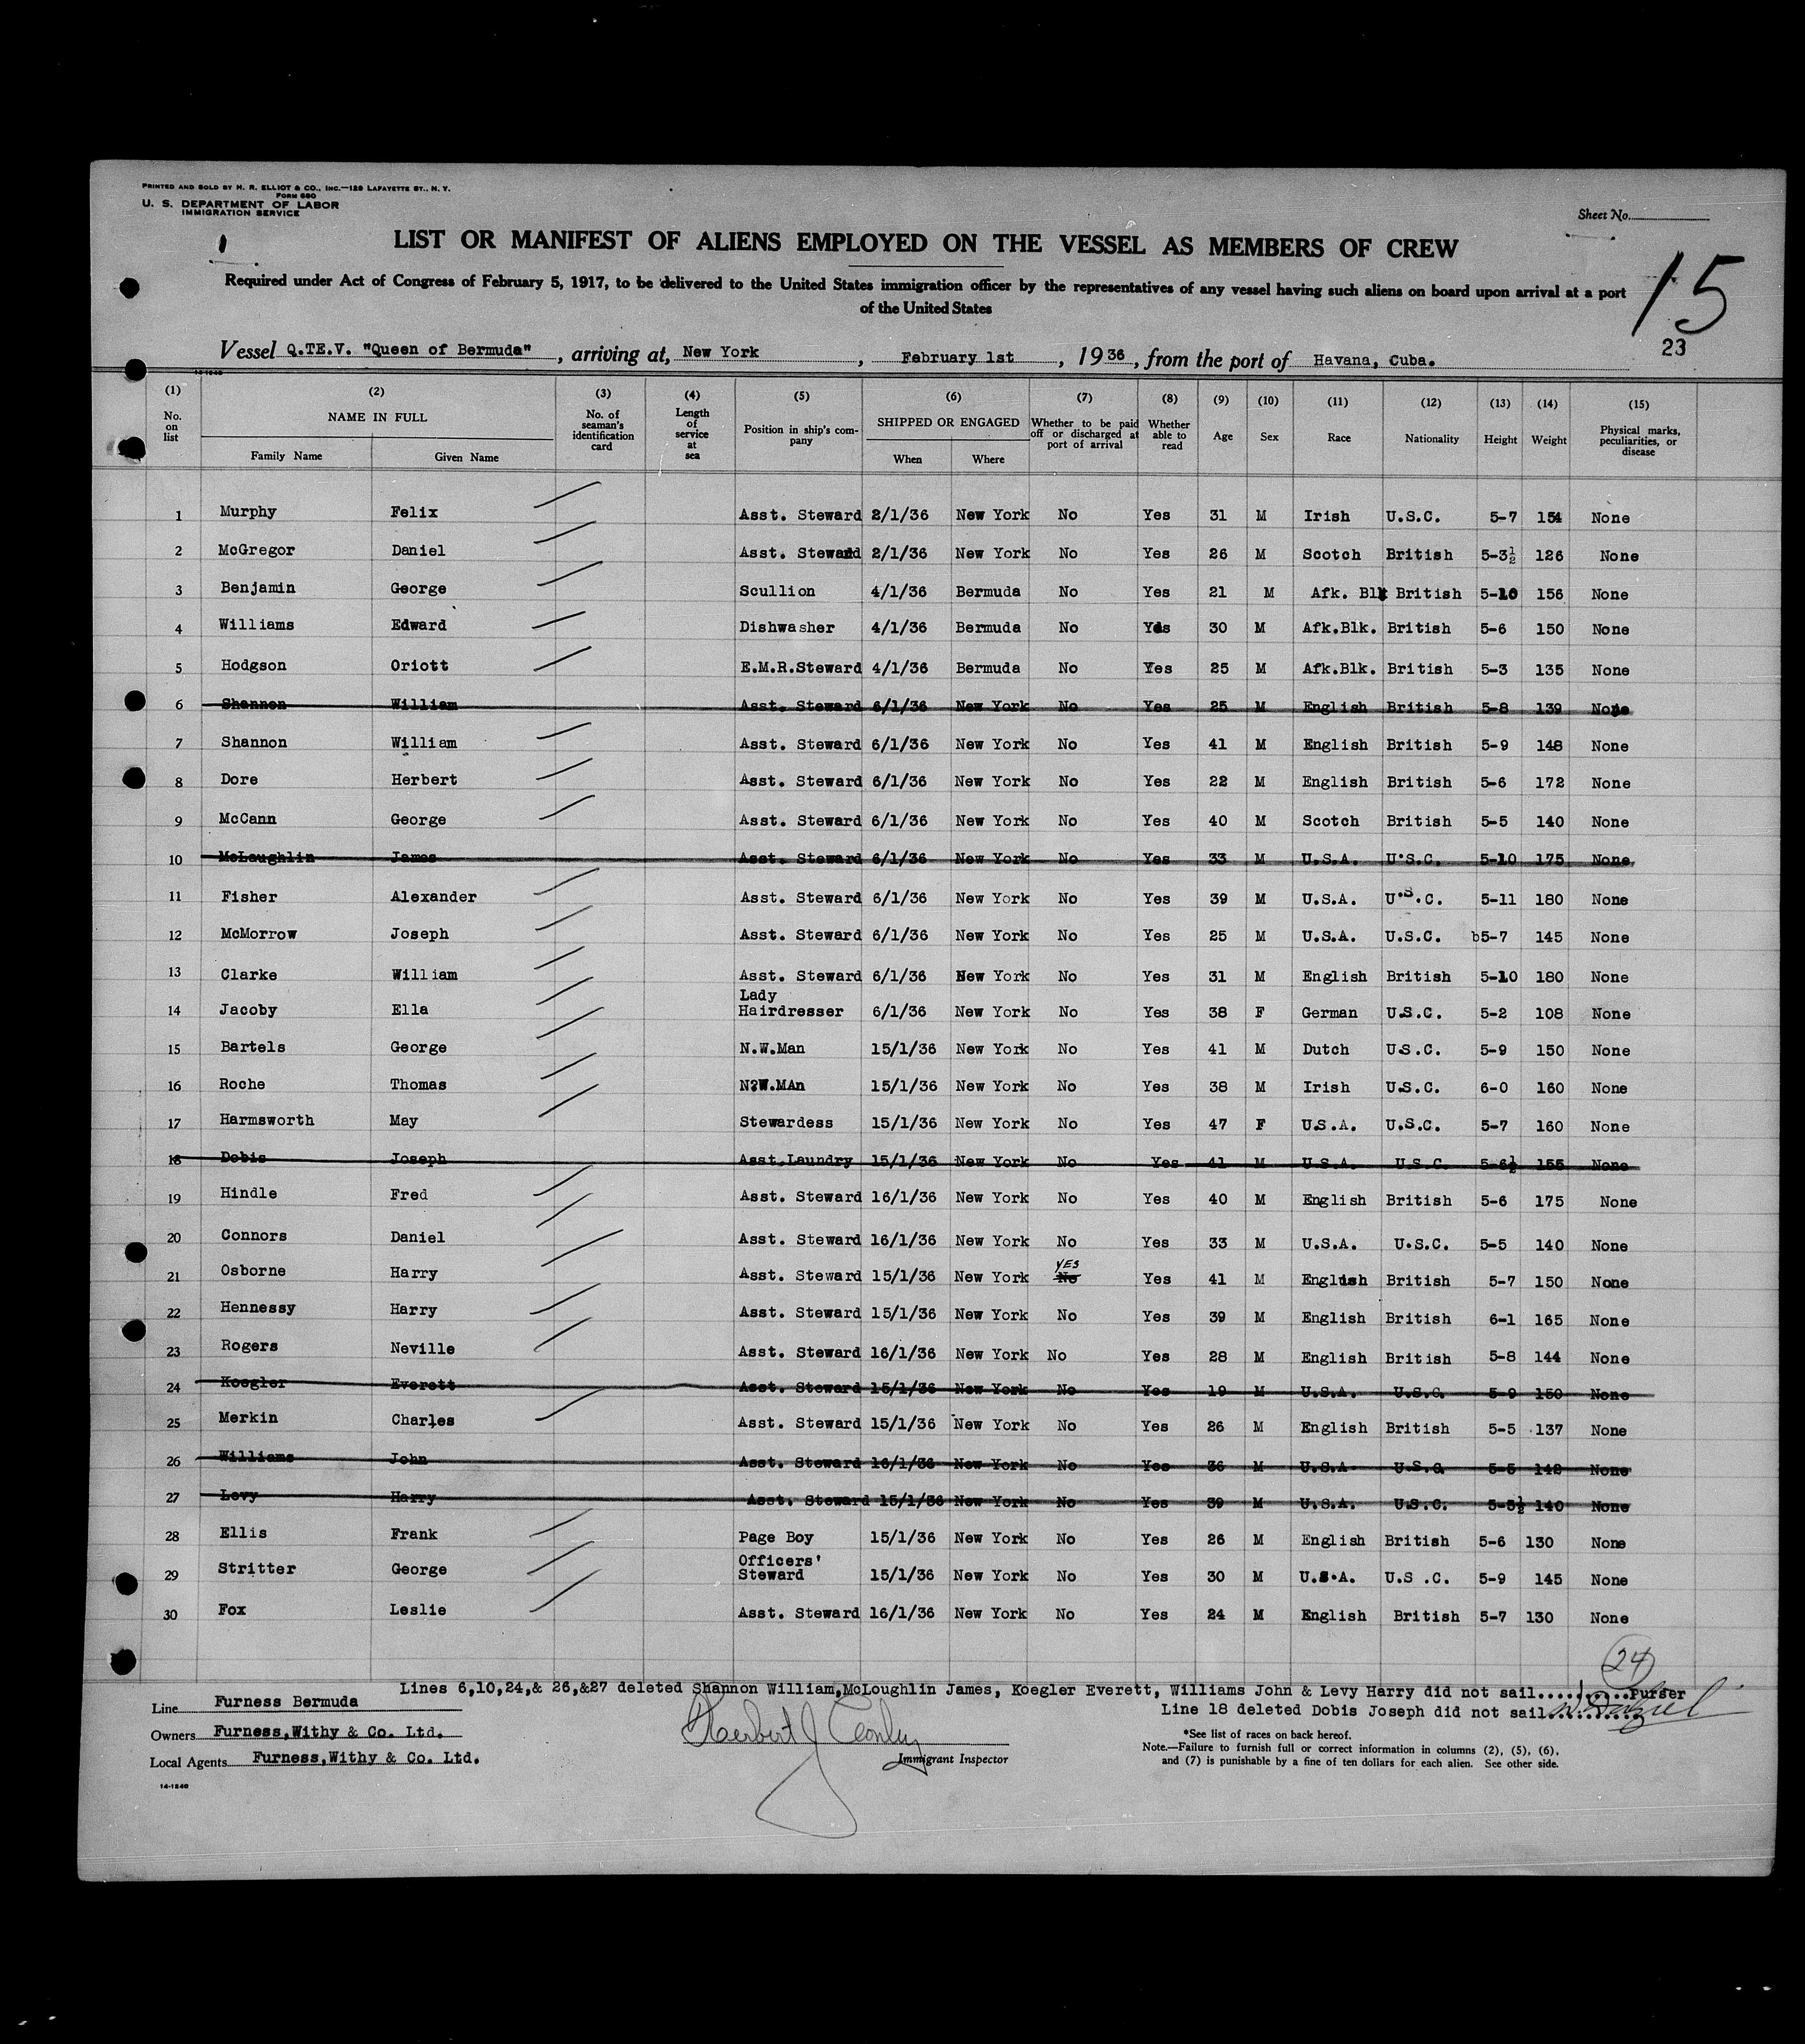 PRINTED AND SOLD BY H. R. ELLIOT & CO., INC.—129 LAFAYETTE ST., N. Y.
FORM 680
U. S. DEPARTMENT OF LABOR
IMMIGRATION SERVICE
Sheet No.
1
LIST OR MANIFEST OF ALIENS EMPLOYED ON THE VESSEL AS MEMBERS OF CREW
15
Required under Act of Congress of February 5, 1917, to be delivered to the United States immigration officer by the representatives of any vessel having such aliens on board upon arrival at a port
of the United States
23
Vessel Q.TE.V. "Queen of Bermuda", arriving at, New York, February 1st, 1936, from the port of Havana, Cuba.
14-1240
(1) (2) (3) (4) (5) (6) (7) (8) (9) (10) (11) (12) (13) (14) (15)
No. on list NAME IN FULL Family Name Given Name No. of seaman's identification card Length of service at sea Position in ship's company SHIPPED OR ENGAGED When Where Whether to be paid off or discharged at port of arrival Whether able to read Age Sex Race Nationality Height Weight Physical marks, peculiarities, or disease
1 Murphy Felix Asst. Steward 2/1/36 New York No Yes 31 M Irish U.S.C. 5-7 154 None
2 McGregor Daniel Asst. Steward 2/1/36 New York No Yes 26 M Scotch British 5-3½ 126 None
3 Benjamin George Scullion 4/1/36 Bermuda No Yes 21 M Afk. Blk British 5-10 156 None
4 Williams Edward Dishwasher 4/1/36 Bermuda No Yes 30 M Afk.Blk. British 5-6 150 None
5 Hodgson Oriott E.M.R.Steward 4/1/36 Bermuda No Yes 25 M Afk.Blk. British 5-3 135 None
6 Shannon William Asst. Steward 6/1/36 New York No Yes 25 M English British 5-8 139 None
7 Shannon William Asst. Steward 6/1/36 New York No Yes 41 M English British 5-9 148 None
8 Dore Herbert Asst. Steward 6/1/36 New York No Yes 22 M English British 5-6 172 None
9 McCann George Asst. Steward 6/1/36 New York No Yes 40 M Scotch British 5-5 140 None
10 McLoughlin James Asst. Steward 6/1/36 New York No Yes 33 M U.S.A. U.S.C. 5-10 175 None
11 Fisher Alexander Asst. Steward 6/1/36 New York No Yes 39 M U.S.A. U.S.C. 5-11 180 None
12 McMorrow Joseph Asst. Steward 6/1/36 New York No Yes 25 M U.S.A. U.S.C. b5-7 145 None
13 Clarke William Asst. Steward 6/1/36 New York No Yes 31 M English British 5-10 180 None
14 Jacoby Ella Lady Hairdresser 6/1/36 New York No Yes 38 F German U.S.C. 5-2 108 None
15 Bartels George N.W.Man 15/1/36 New York No Yes 41 M Dutch U.S.C. 5-9 150 None
16 Roche Thomas N?W.MAn 15/1/36 New York No Yes 38 M Irish U.S.C. 6-0 160 None
17 Harmsworth May Stewardess 15/1/36 New York No Yes 47 F U.S.A. U.S.C. 5-7 160 None
18 Dobis Joseph Asst.Laundry 15/1/36 New York No Yes 41 M U.S.A. U.S.C. 5-6½ 155 None
19 Hindle Fred Asst. Steward 16/1/36 New York No Yes 40 M English British 5-6 175 None
20 Connors Daniel Asst. Steward 16/1/36 New York No Yes 33 M U.S.A. U.S.C. 5-5 140 None
21 Osborne Harry Asst. Steward 15/1/36 New York No YES Yes 41 M English British 5-7 150 None
22 Hennessy Harry Asst. Steward 15/1/36 New York No Yes 39 M English British 6-1 165 None
23 Rogers Neville Asst. Steward 16/1/36 New York No Yes 28 M English British 5-8 144 None
24 Koegler Everett Asst. Steward 15/1/36 New York No Yes 19 M U.S.A. U.S.C. 5-9 150 None
25 Merkin Charles Asst. Steward 15/1/36 New York No Yes 26 M English British 5-5 137 None
26 Williams John Asst. Steward 16/1/36 New York No Yes 36 M U.S.A U.S.C None
27 Levy Harry Asst. Steward 15/1/36 New York No Yes 39 M U.S.A. U.S.C. 5-5½ 140 None
28 Ellis Frank Page Boy 15/1/36 New York No Yes 26 M English British 5-6 130 None
29 Stritter George Officers' Steward 15/1/36 New York No Yes 30 M U.S.A. U.S.C. 5-9 145 None
30 Fox Leslie Asst. Steward 16/1/36 New York No Yes 24 M English British 5-7 130 None
24
Lines 6,10,24,& 26,&27 deleted Shannon William,McLoughlin James, Koegler Everett, Williams John & Levy Harry did not sail...........Purser
Line 18 deleted Dobis Joseph did not sail...........
Line Furness Bermuda
Owners Furness,Withy & Co. Ltd.
Local Agents Furness,Withy & Co. Ltd.
14-1240
Herbert J
Immigrant Inspector
*See list of races on back hereof.
Note.—Failure to furnish full or correct information in columns (2), (5), (6),
and (7) is punishable by a fine of ten dollars for each alien. See other side.